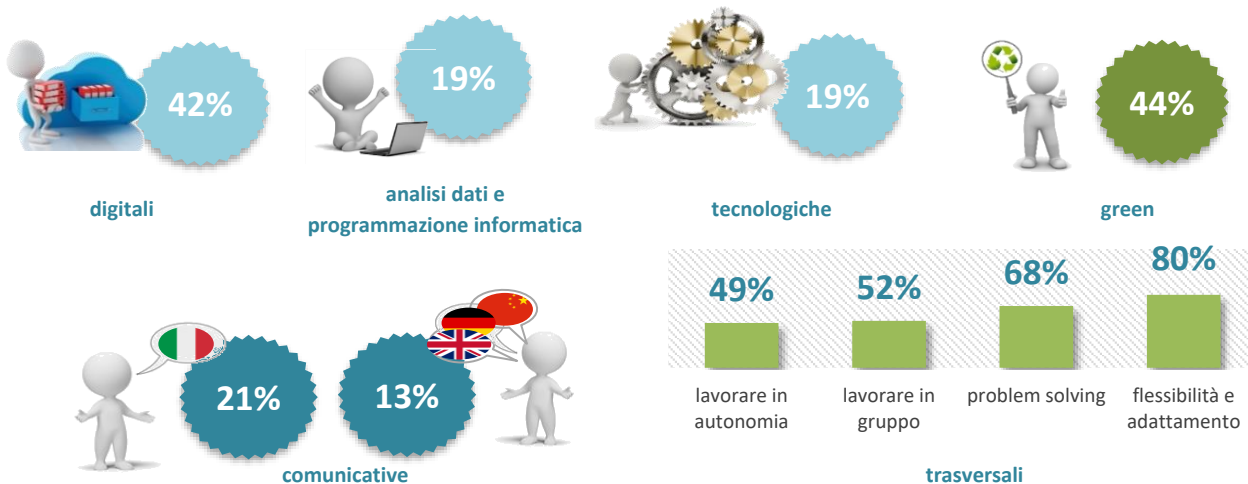 42%
19%
19%
44%
digitali
analisi dati e
programmazione informatica
tecnologiche
green
21%
13%
comunicative
49%
52%
68%
80%
lavorare in
autonomia
lavorare in
gruppo
problem solving
flessibilità e
adattamento
trasversali